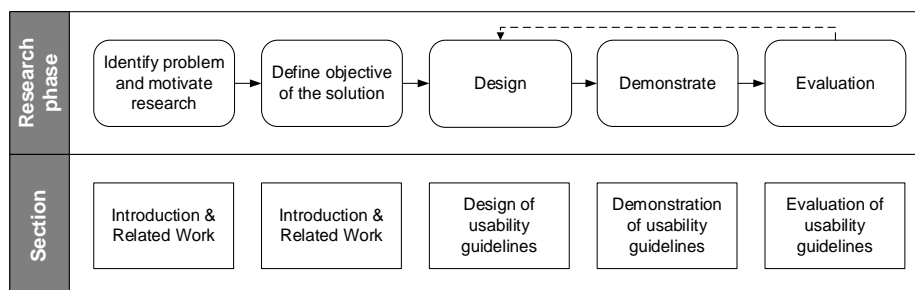 Research
phase
Identify problem
and motivate
research
Define objective
of the solution
Design
Demonstrate
Evaluation
Section
Introduction &
Related Work
Introduction &
Related Work
Design of
usability
guidelines
Demonstration
of usability
guidelines
Evaluation of
usability
guidelines